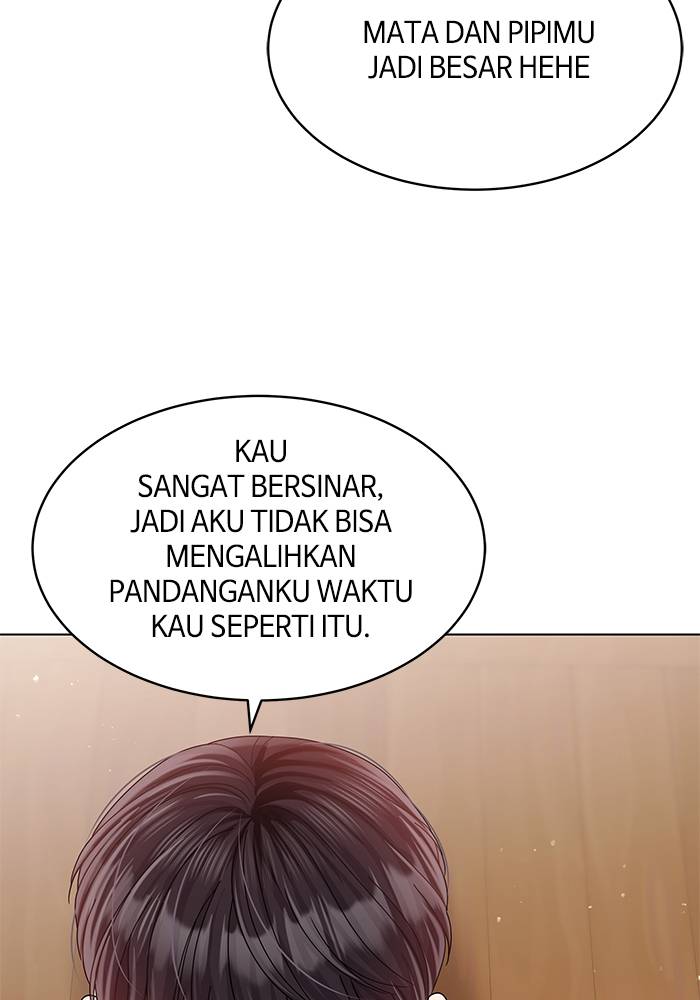 MATA DAN PIPIMU
JADI BESAR HEHE
KAU
SANGAT BERSINAR,
JADI AKU TIDAK BISA
MENGALIHKAN
PANDANGANKU WAKTU
KAU SEPERTI ITU.